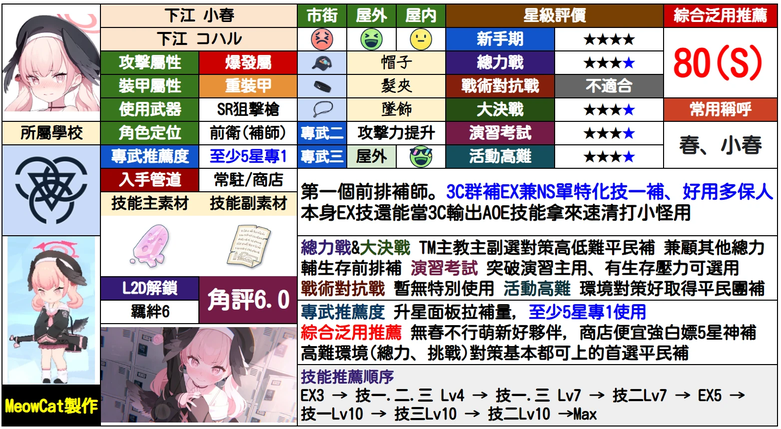 下江 小春
市街
屋外
屋内
星級評價
綜合泛用推薦
下江 コハル
新手期
★★★★
80(S)
攻擊屬性
爆發屬
帽子
總力戰
★★★★
裝甲屬性
重裝甲
髮夾
戰術對抗戰
不適合
使用武器
SR狙擊槍
墜飾
大決戰
★★★★
常用稱呼
所屬學校
角色定位
前衛(補師)
專武二
攻擊力提升
演習考試
★★★★
春、小春
專武推薦度
至少5星專1
專武三
屋外
活動高難
★★★★
入手管道
常駐/商店
技能主素材
技能副素材
第一個前排補師。3C群補EX兼NS單特化技一補、好用多保人
本身EX技還能當3C輸出AOE技能拿來速清打小怪用
總力戰&大決戰 TM主教主副選對策高低難平民補 兼顧其他總力
輔生存前排補 演習考試 突破演習主用、有生存壓力可選用
戰術對抗戰 暫無特別使用 活動高難 環境對策好取得平民團補
L2D解鎖
羈絆6
角評6.0
專武推薦度 升星面板拉補量，至少5星專1使用
綜合泛用推薦 無春不行萌新好夥伴，商店便宜強白嫖5星神補
高難環境(總力、挑戰)對策基本都可上的首選平民補
技能推薦順序
EX3 → 技一.二.三 Lv4 → 技一.三 Lv7 → 技二Lv7 → EX5 →
技一Lv10 → 技三Lv10 → 技二Lv10 →Max
MeowCat製作